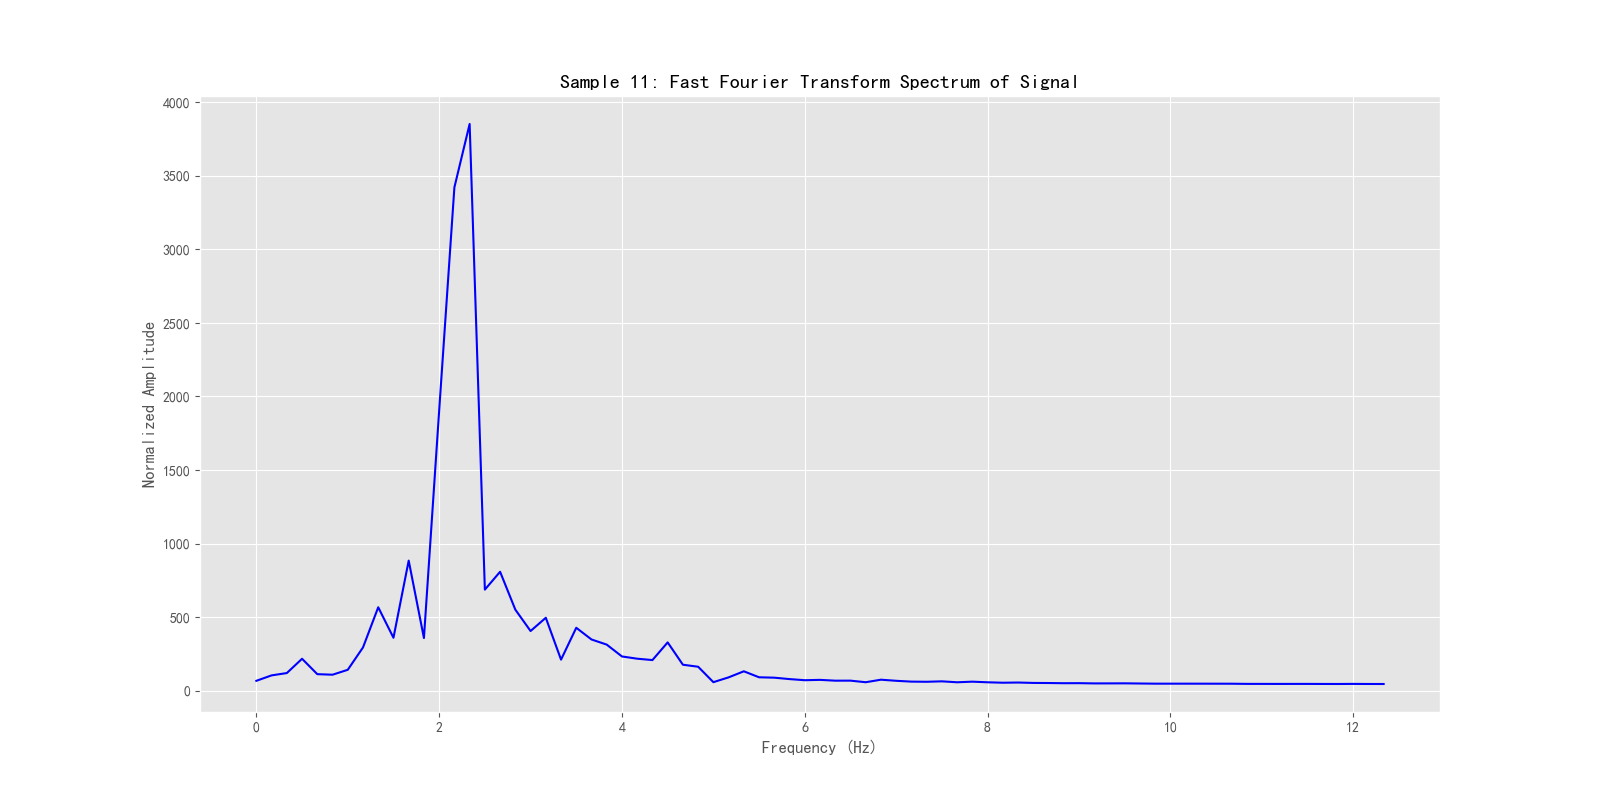 Sample 11: Fast Fourier Transform Spectrum of Signal
4000
3500
3000
2500
2000
1500
1000
500
0
Normalized Amplitude
0 2 4 6 8 10 12
Frequency (Hz)